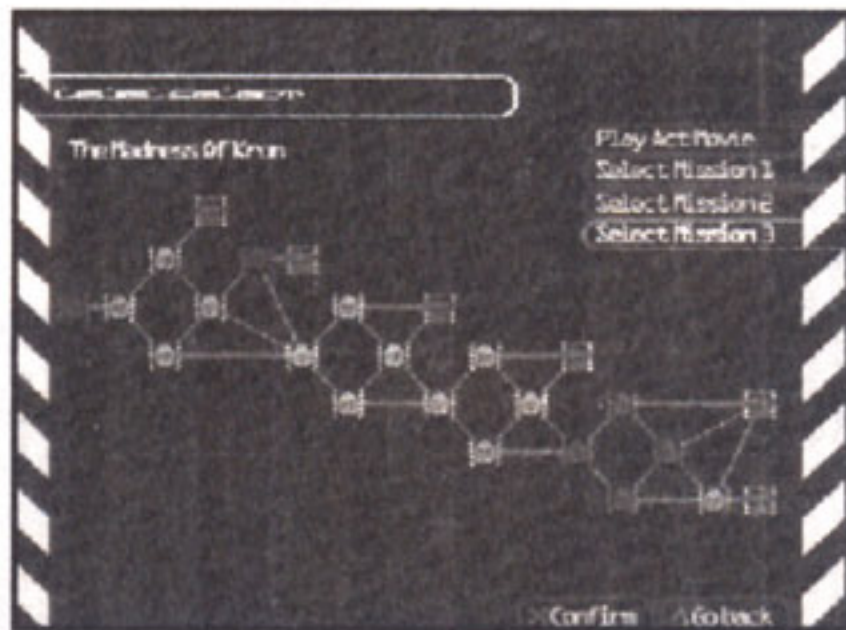 The Madness Of Krun
Play Act Movie
Select Mission 1
Select Mission 2
Select Mission 3
Confirm
Go back